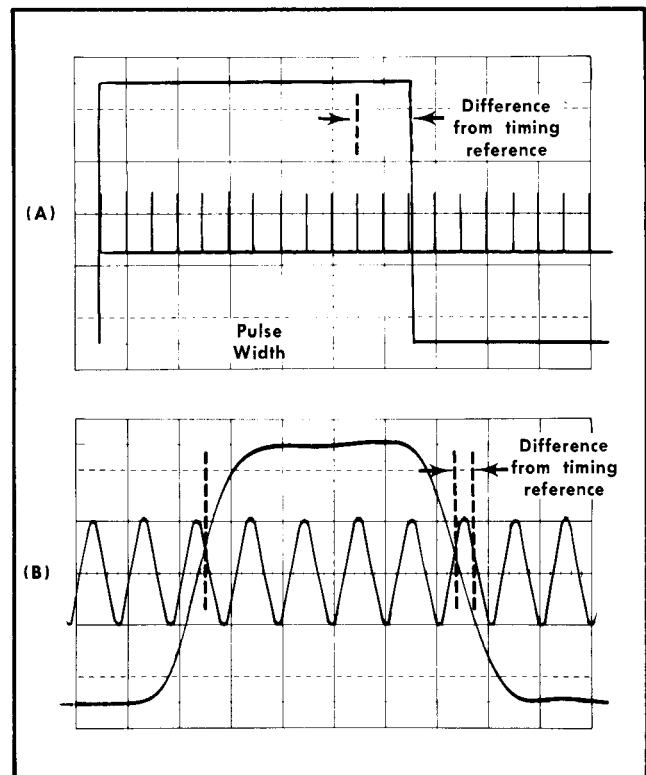 Difference
from timing
reference
(A)
Pulse
Width
Difference
from timing
reference
(B)